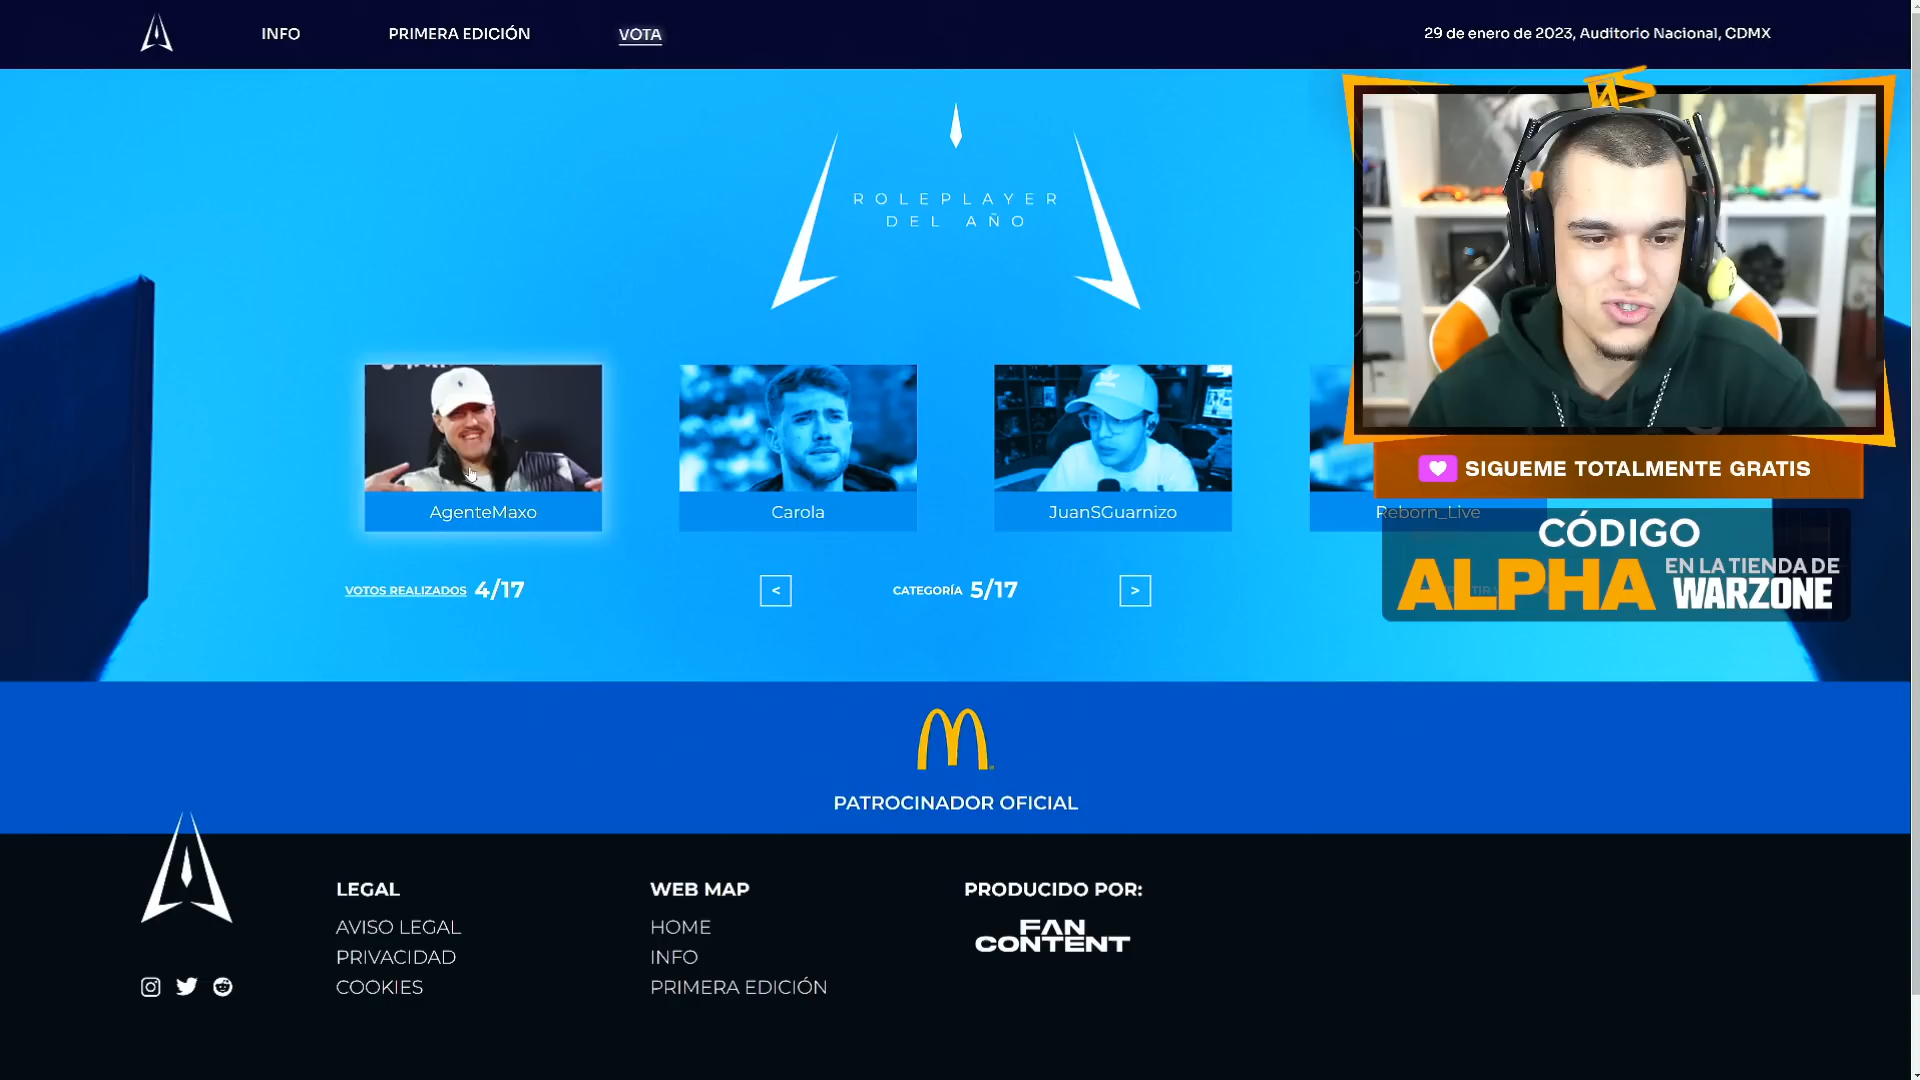 INFO
PRIMERA EDICIÓN
VOTA
29 de enero de 2023, Auditorio Nacional, CDMX
ROLEPLAYER
DEL AÑO
AgenteMaxo
Carola
JuanSGuarnizo
Reborn_Live
SIGUEME TOTALMENTE GRATIS
CÓDIGO
ALPHA
EN LA TIENDA DE
WARZONE
VOTOS REALIZADOS 4/17
<
CATEGORÍA 5/17
>
PATROCINADOR OFICIAL
LEGAL
AVISO LEGAL
PRIVACIDAD
COOKIES
WEB MAP
HOME
INFO
PRIMERA EDICIÓN
PRODUCIDO POR:
FAN
CONTENT